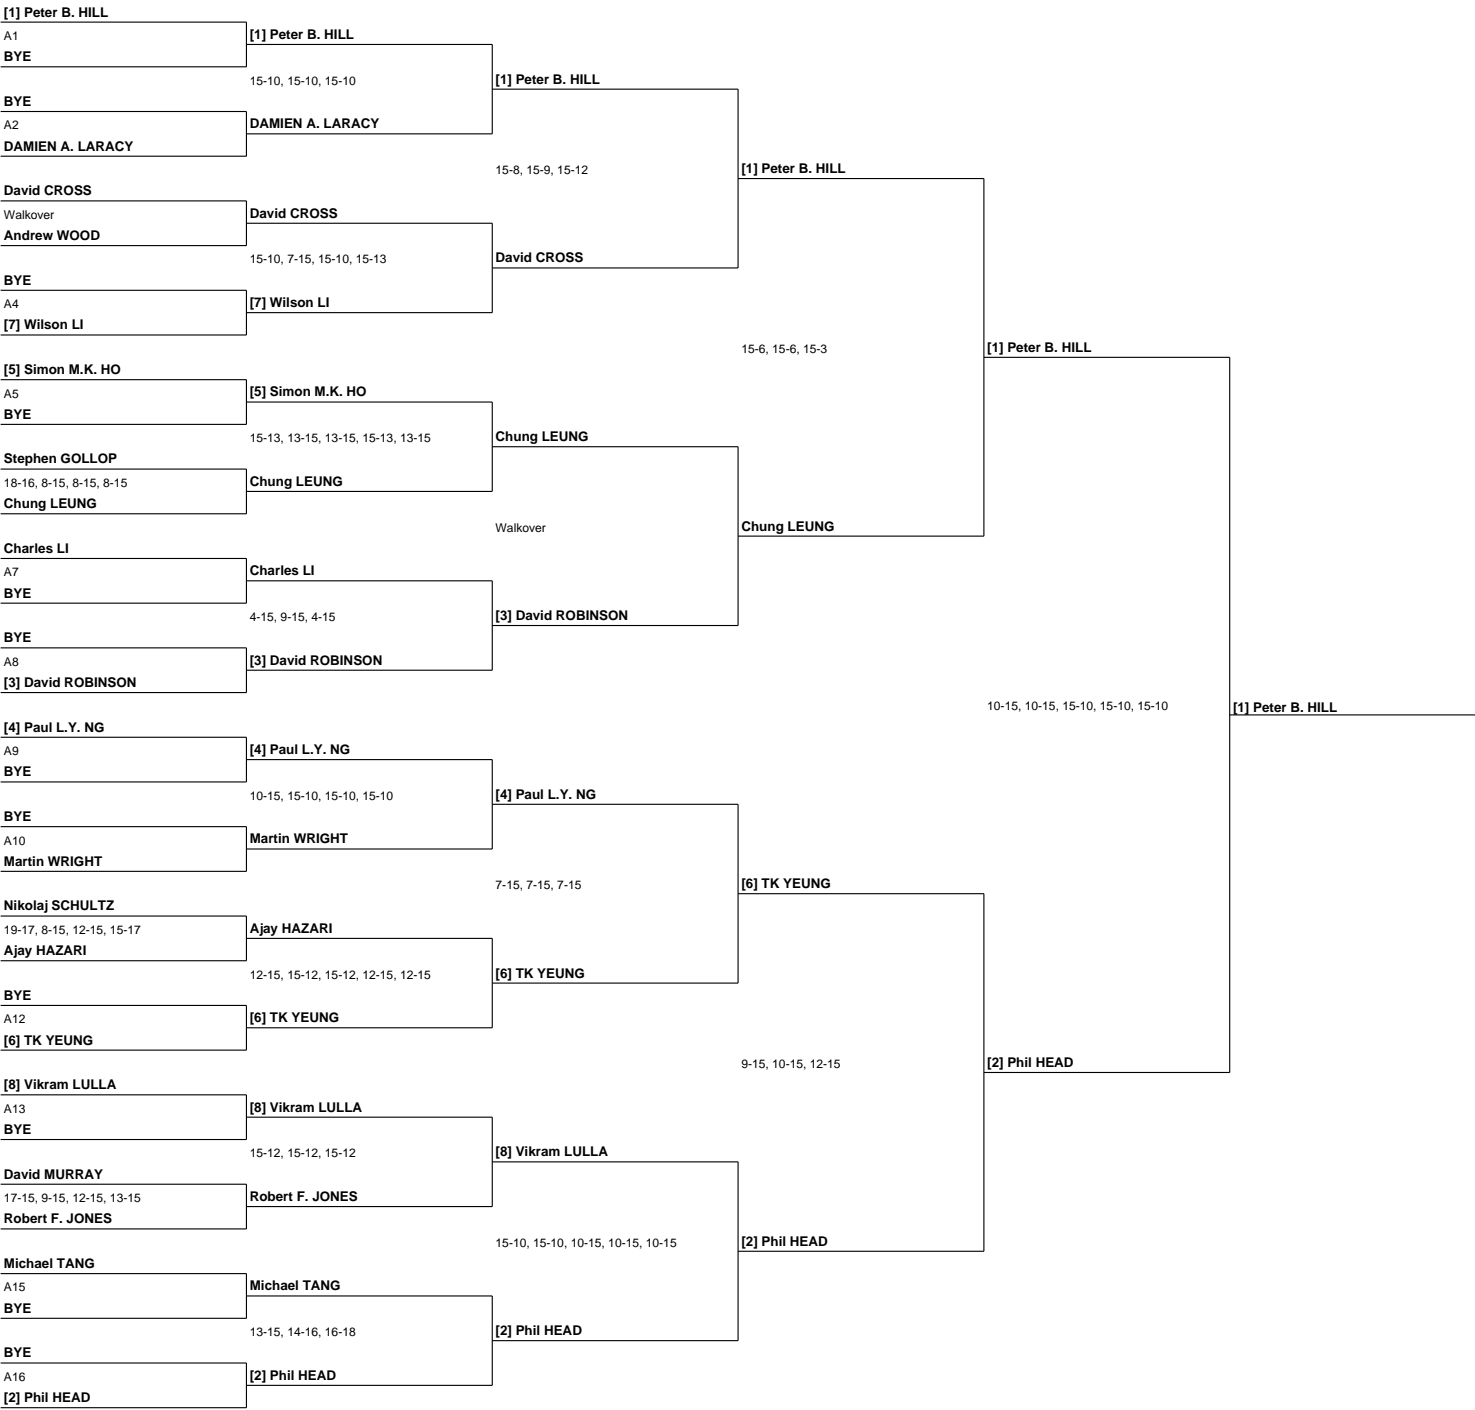 [1] Peter B. HILL
A1
BYE
BYE
A2
DAMIEN A. LARACY
David CROSS
Walkover
Andrew WOOD
BYE
A4
[7] Wilson LI
[5] Simon M.K. HO
A5
BYE
Stephen GOLLOP
18-16, 8-15, 8-15, 8-15
Chung LEUNG
Charles LI
A7
BYE
BYE
A8
[3] David ROBINSON
[4] Paul L.Y. NG
A9
BYE
BYE
A10
Martin WRIGHT
Nikolaj SCHULTZ
19-17, 8-15, 12-15, 15-17
Ajay HAZARI
BYE
A12
[6] TK YEUNG
[8] Vikram LULLA
A13
BYE
David MURRAY
17-15, 9-15, 12-15, 13-15
Robert F. JONES
Michael TANG
A15
BYE
BYE
A16
[2] Phil HEAD
[1] Peter B. HILL
15-10, 15-10, 15-10
DAMIEN A. LARACY
David CROSS
15-10, 7-15, 15-10, 15-13
[7] Wilson LI
[5] Simon M.K. HO
15-13, 13-15, 13-15, 15-13, 13-15
Chung LEUNG
Charles LI
4-15, 9-15, 4-15
[3] David ROBINSON
[4] Paul L.Y. NG
10-15, 15-10, 15-10, 15-10
Martin WRIGHT
Ajay HAZARI
12-15, 15-12, 15-12, 12-15, 12-15
[6] TK YEUNG
[8] Vikram LULLA
15-12, 15-12, 15-12
Robert F. JONES
Michael TANG
13-15, 14-16, 16-18
[2] Phil HEAD
[1] Peter B. HILL
15-8, 15-9, 15-12
David CROSS
Chung LEUNG
Walkover
[3] David ROBINSON
[4] Paul L.Y. NG
7-15, 7-15, 7-15
[6] TK YEUNG
[8] Vikram LULLA
15-10, 15-10, 10-15, 10-15, 10-15
[2] Phil HEAD
[1] Peter B. HILL
15-6, 15-6, 15-3
Chung LEUNG
[6] TK YEUNG
9-15, 10-15, 12-15
[2] Phil HEAD
[1] Peter B. HILL
10-15, 10-15, 15-10, 15-10, 15-10
[2] Phil HEAD
[1] Peter B. HILL